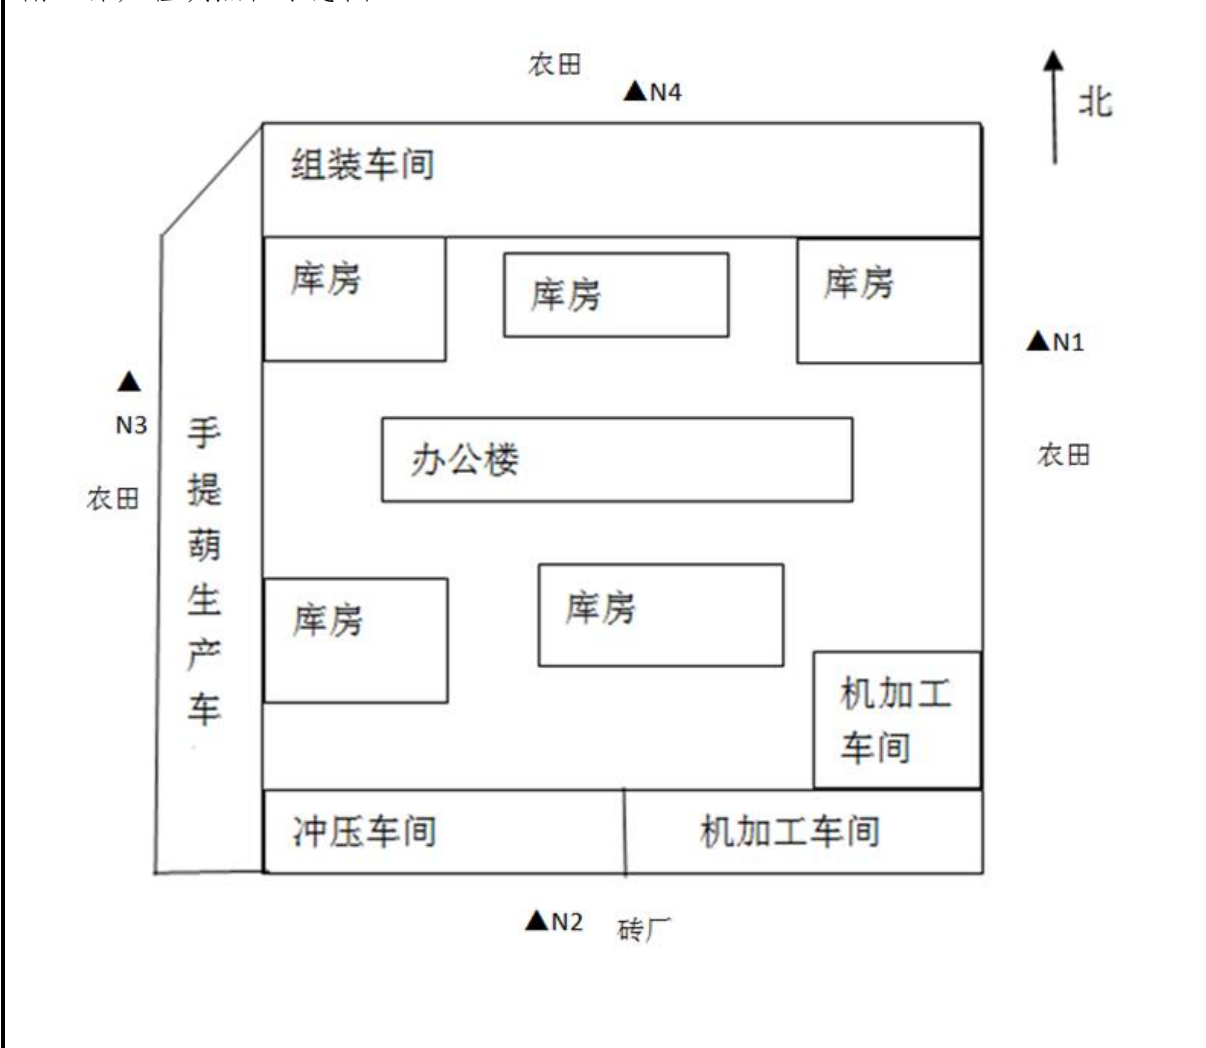 农田
▲N4
北
组装车间
库房
库房
库房
▲N1
▲
N3
农田
手提葫生产车
办公楼
农田
库房
库房
机加工
车间
冲压车间
机加工车间
▲N2
砖厂